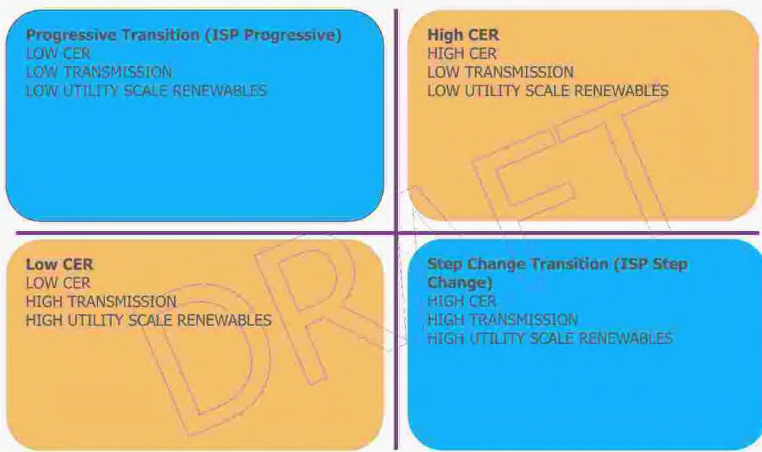 Progressive Transition (ISP Progressive)
LOW CER
LOW TRANSMISSION
LOW UTILITY SCALE RENEWABLES
High CER
HIGH CER
LOW TRANSMISSION
LOW UTILITY SCALE RENEWABLES
Low CER
LOW CER
HIGH TRANSMISSION
HIGH UTILITY SCALE RENEWABLES
Step Change Transition (ISP Step
Change)
HIGH CER
HIGH TRANSMISSION
HIGH UTILITY SCALE RENEWABLES
DRAFT